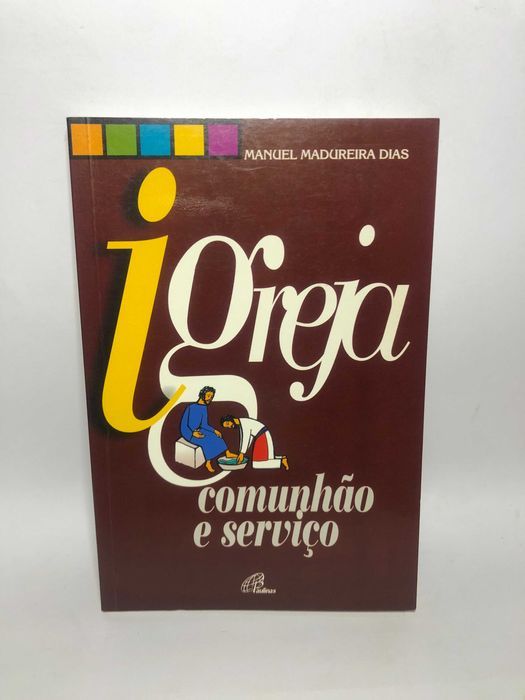 MANUEL MADUREIRA DIAS
igreja
comunhão
e serviço
Paulinas